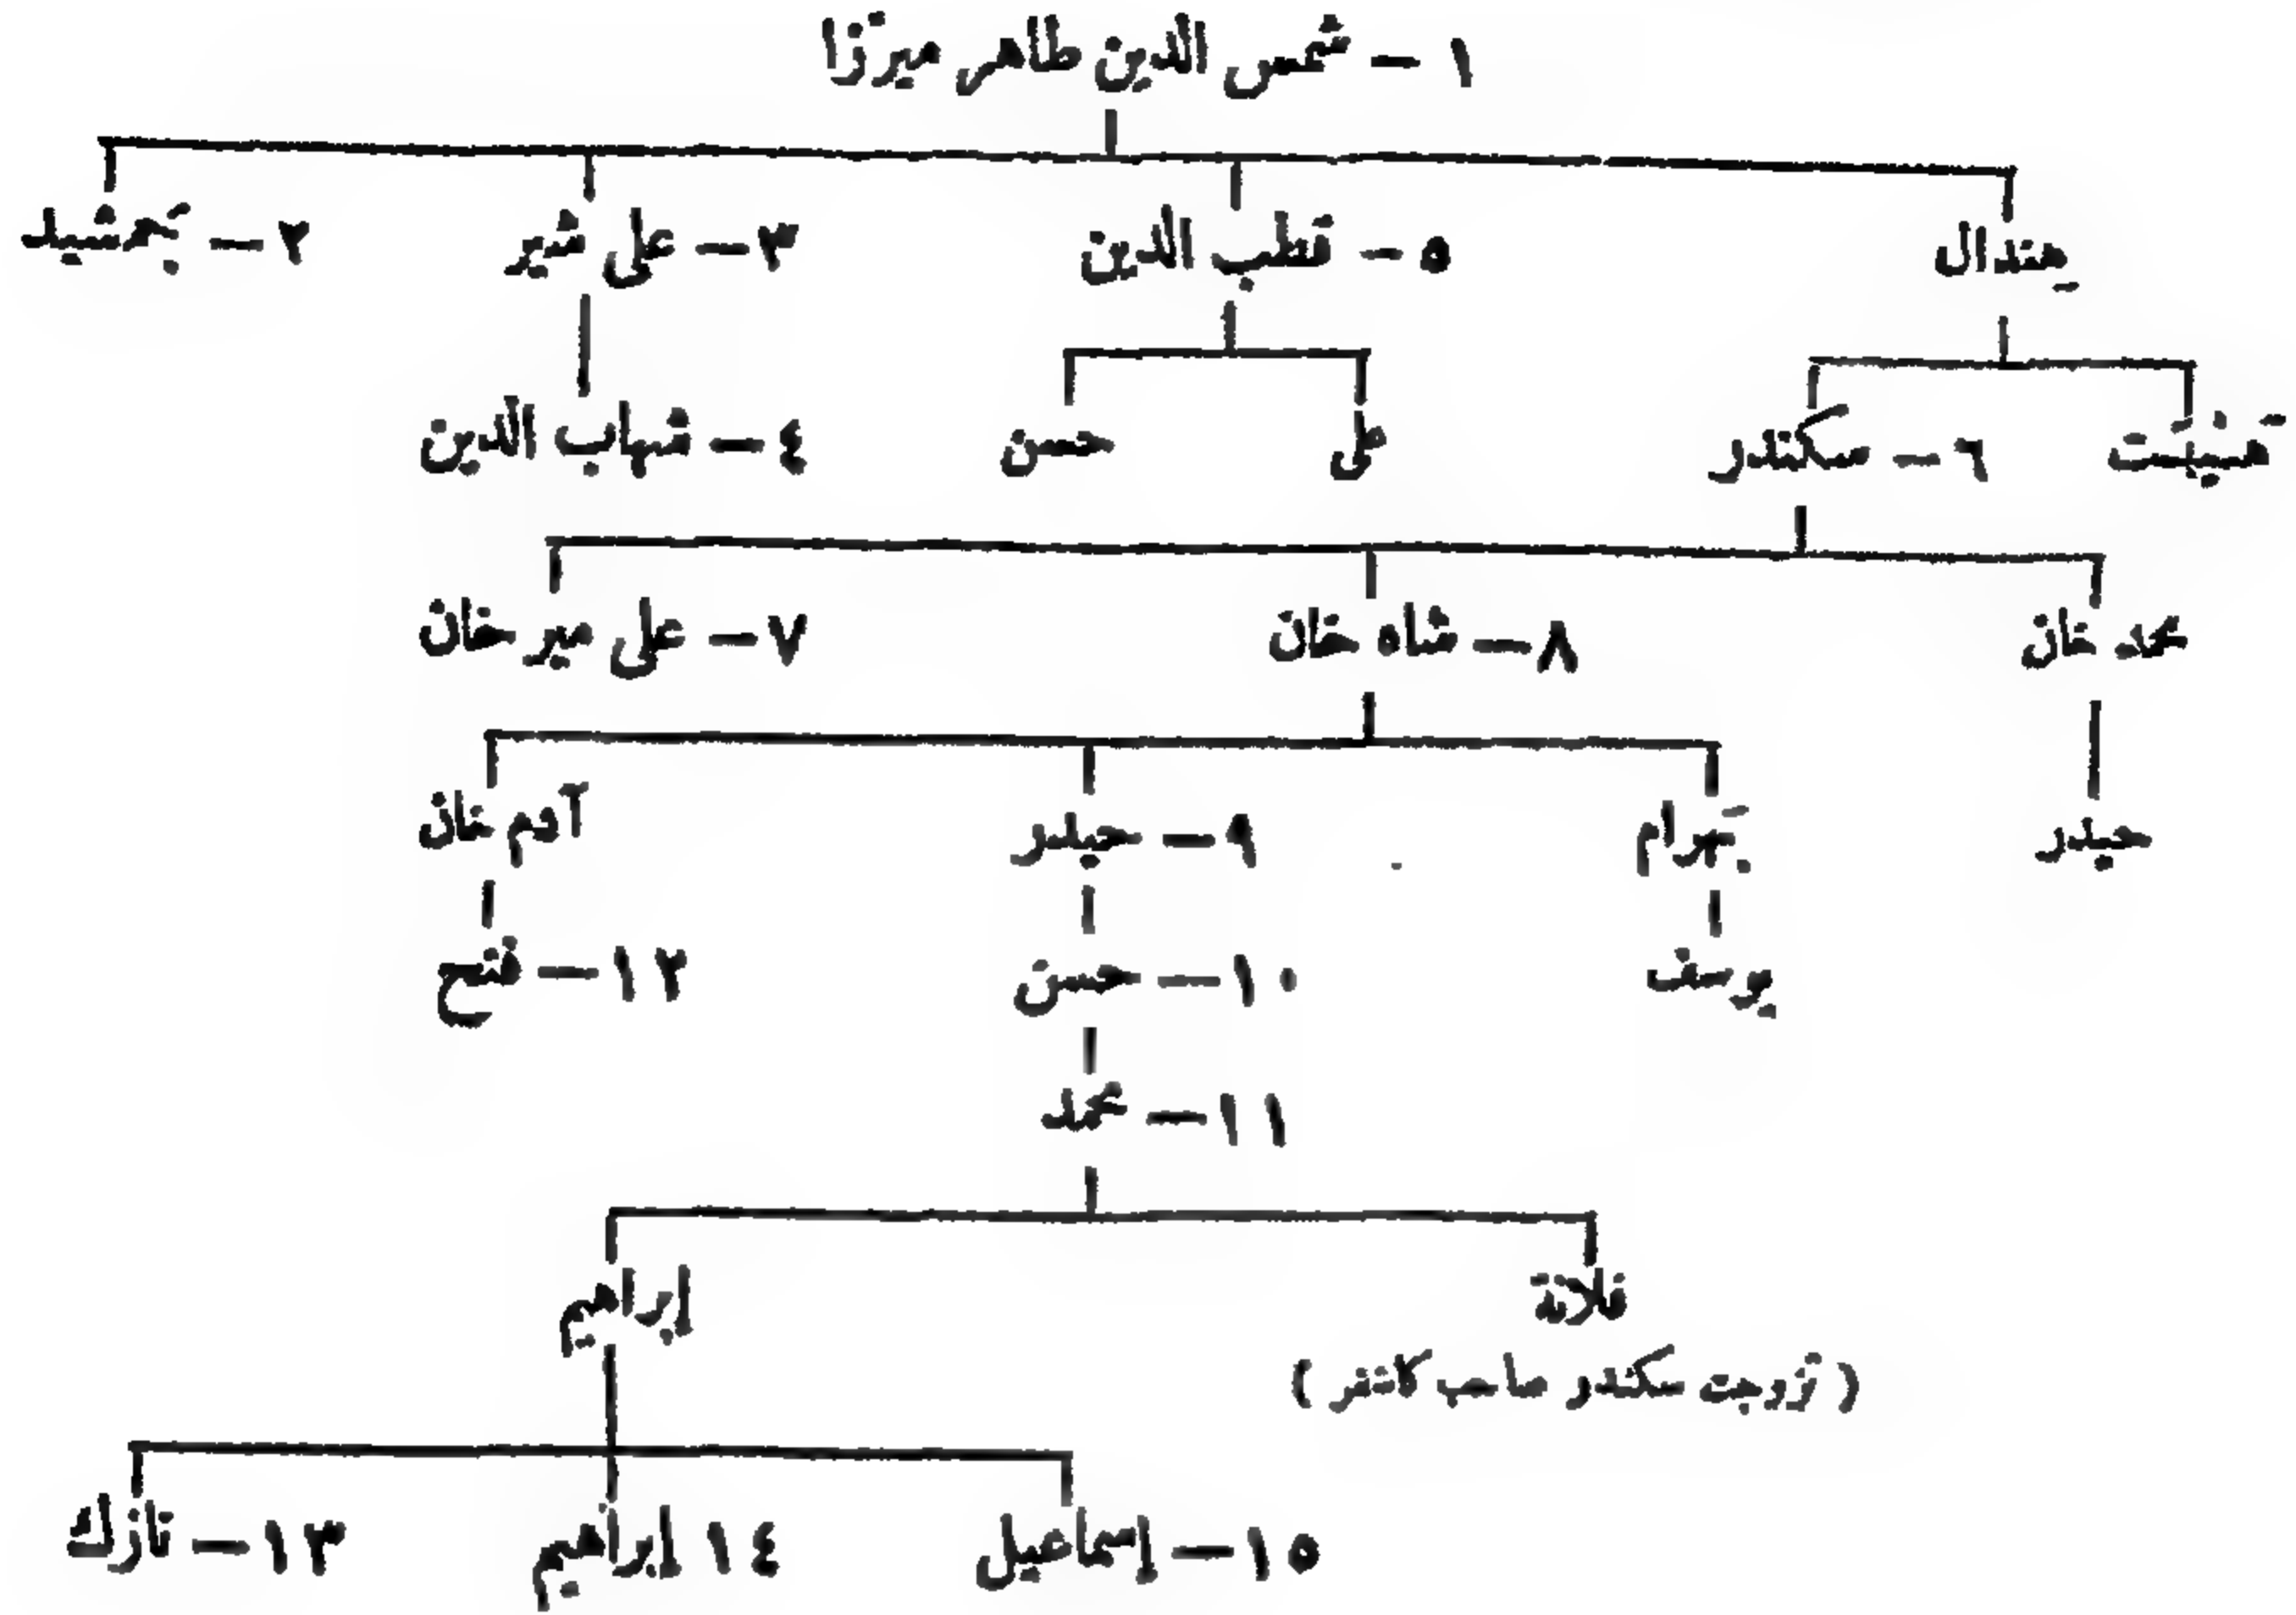 ١ - شمس الدين طاهر ميرزا
هندال
٥ - قطب الدين
٣ - على شير
٢ - جمشيد
٦ - سكندر
على
حسن
٤ - شهاب الدين
محمد خان
٨ - شاه خان
٧ - على مير خان
حيدر
بهرام
٩ - حيدر
آدم خان
يوسف
١٠ - حسن
١٢ - فتح
١١ - محمد
فلانة
إبراهيم
(تزوجت سكندر صاحب كاشغر)
١٥ - إسماعيل
١٤ إبراهيم
١٣ - نازك